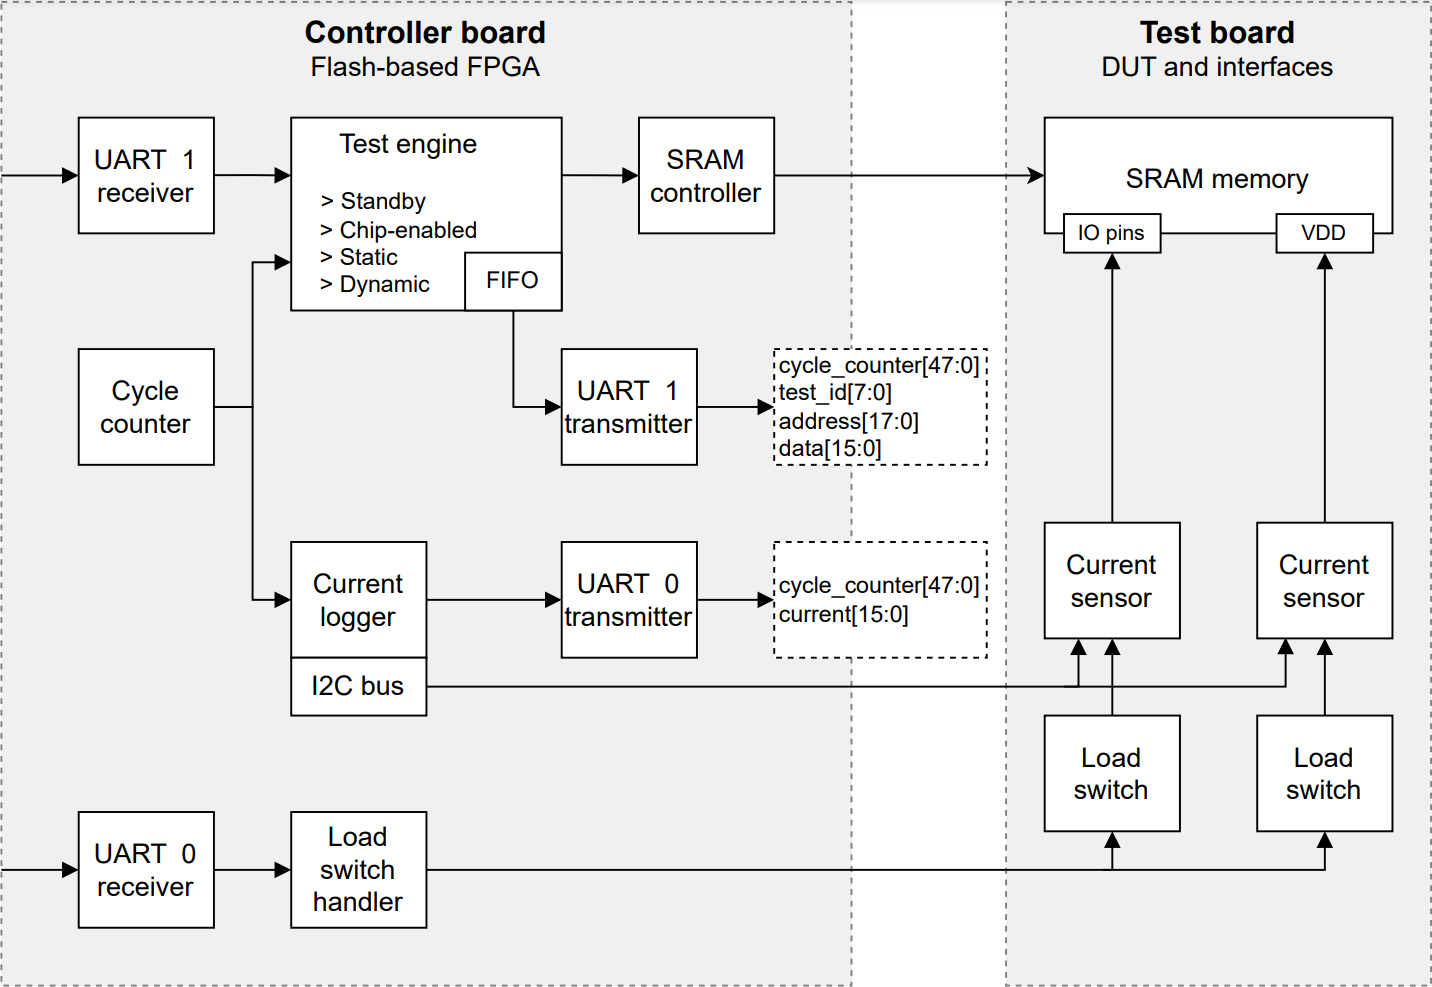 Controller board
Flash-based FPGA
Test board
DUT and interfaces
UART 1
receiver
Test engine
> Standby
> Chip-enabled
> Static
> Dynamic
FIFO
SRAM
controller
SRAM memory
IO pins
VDD
Cycle
counter
UART 1
transmitter
cycle_counter[47:0]
test_id[7:0]
address[17:0]
data[15:0]
Current
logger
I2C bus
UART 0
transmitter
cycle_counter[47:0]
current[15:0]
Current
sensor
Current
sensor
Load
switch
Load
switch
UART 0
receiver
Load
switch
handler